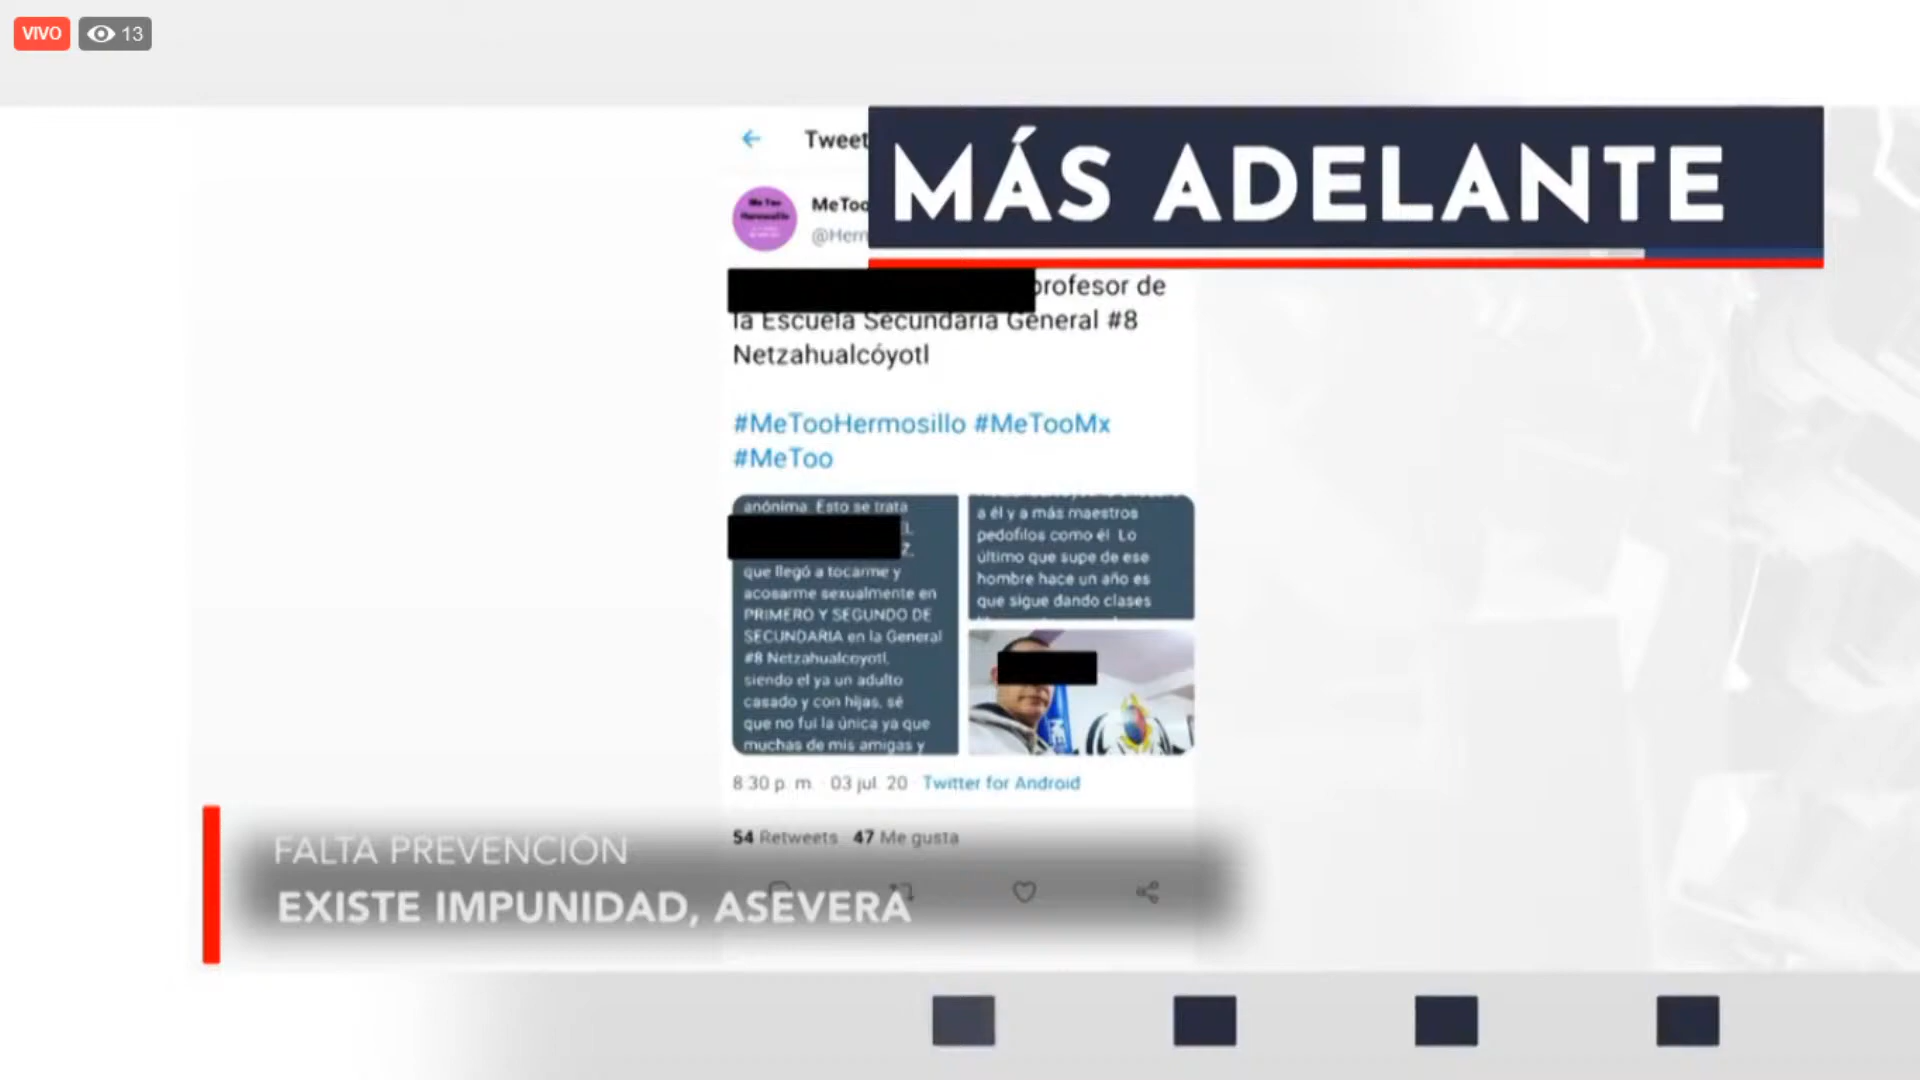 VIVO 13
MÁS ADELANTE
Tweet
Me Too
Hermosillo
MeToo
@Herm
profesor de
la Escuela Secundaria General #8
Netzahualcóyotl
#MeTooHermosillo #MeTooMx
#MeToo
anónima. Esto se trata
Z,
que llegó a tocarme y
acosarme sexualmente en
PRIMERO Y SEGUNDO DE
SECUNDARIA en la General
#8 Netzahualcoyotl,
siendo el ya un adulto
casado y con hijas, sé
que no fui la única ya que
muchas de mis amigas y
a él y a más maestros
pedofilos como él. Lo
último que supe de ese
hombre hace un año es
que sigue dando clases
8:30 p. m. · 03 jul. 20 · Twitter for Android
54 Retweets 47 Me gusta
FALTA PREVENCIÓN
EXISTE IMPUNIDAD, ASEVERA